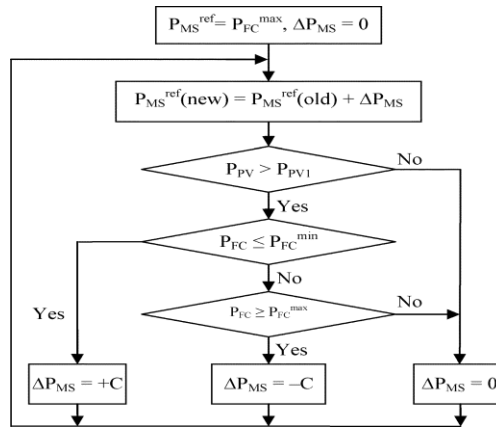 P_MS^ref = P_FC^max, ΔP_MS = 0
P_MS^ref(new) = P_MS^ref(old) + ΔP_MS
P_PV > P_PV1
No
Yes
P_FC ≤ P_FC^min
No
Yes
P_FC ≥ P_FC^max
No
Yes
ΔP_MS = +C
ΔP_MS = –C
ΔP_MS = 0